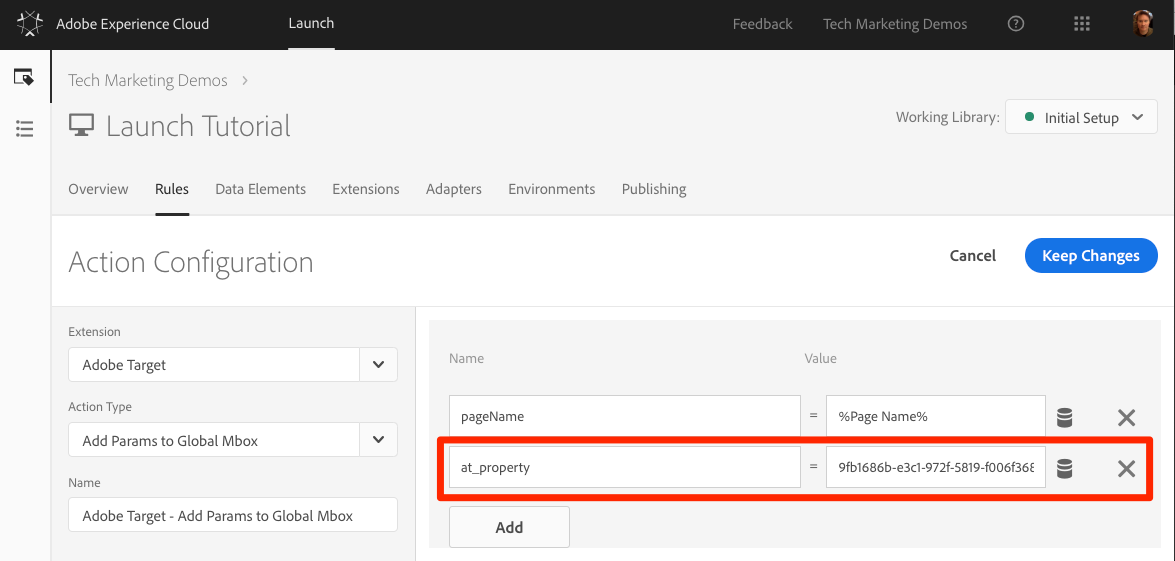 Adobe Experience Cloud
Launch
Feedback
Tech Marketing Demos
Tech Marketing Demos >
Launch Tutorial
Working Library:
Initial Setup
Overview
Rules
Data Elements
Extensions
Adapters
Environments
Publishing
Action Configuration
Cancel
Keep Changes
Extension
Adobe Target
Action Type
Add Params to Global Mbox
Name
Adobe Target - Add Params to Global Mbox
Name
Value
pageName = %Page Name%
at_property = 9fb1686b-e3c1-972f-5819-f006f368
Add